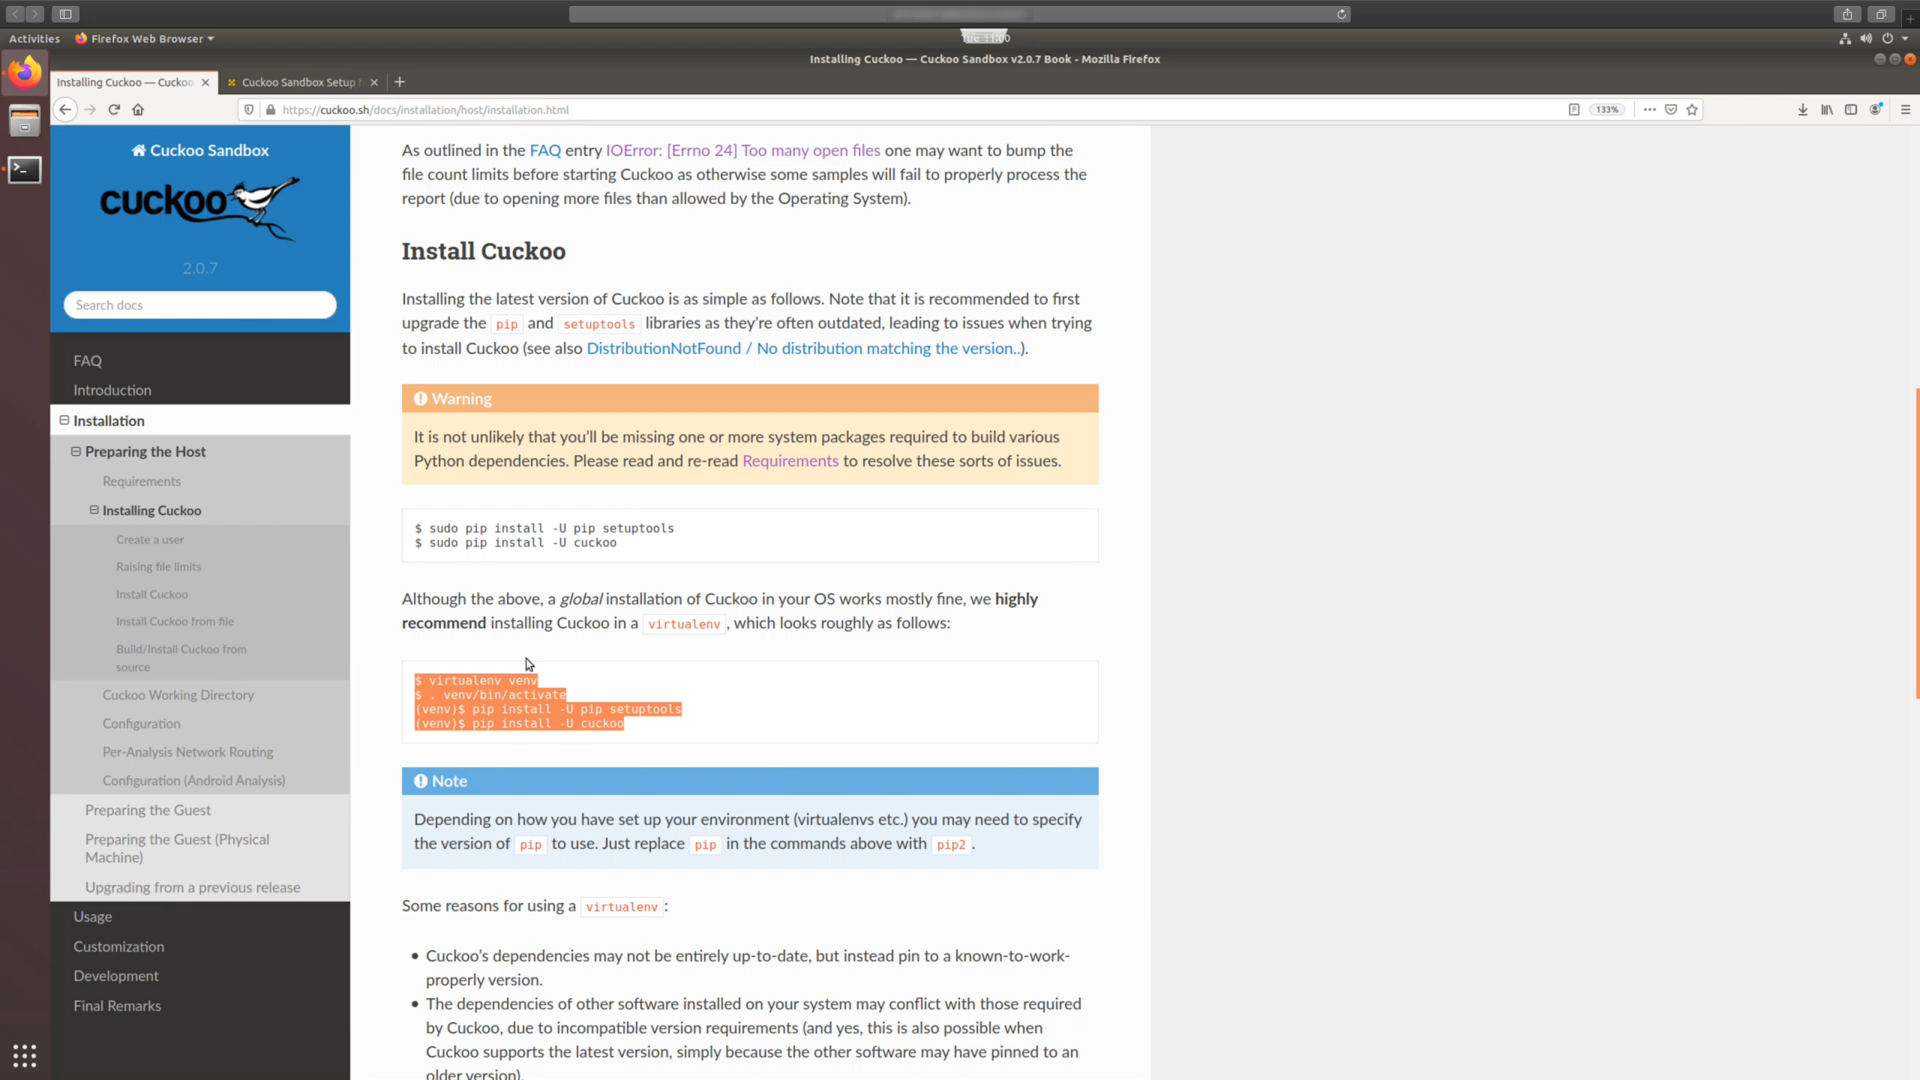 Activities
Firefox Web Browser
Installing Cuckoo — Cuckoo Sandbox v2.0.7 Book - Mozilla Firefox
Installing Cuckoo — Cuckoo
Cuckoo Sandbox Setup f
https://cuckoo.sh/docs/installation/host/installation.html
133%
Cuckoo Sandbox
cuckoo
2.0.7
Search docs
FAQ
Introduction
Installation
Preparing the Host
Requirements
Installing Cuckoo
Create a user
Raising file limits
Install Cuckoo
Install Cuckoo from file
Build/Install Cuckoo from
source
Cuckoo Working Directory
Configuration
Per-Analysis Network Routing
Configuration (Android Analysis)
Preparing the Guest
Preparing the Guest (Physical
Machine)
Upgrading from a previous release
Usage
Customization
Development
Final Remarks
As outlined in the FAQ entry IOError: [Errno 24] Too many open files one may want to bump the
file count limits before starting Cuckoo as otherwise some samples will fail to properly process the
report (due to opening more files than allowed by the Operating System).
Install Cuckoo
Installing the latest version of Cuckoo is as simple as follows. Note that it is recommended to first
upgrade the pip and setuptools libraries as they're often outdated, leading to issues when trying
to install Cuckoo (see also DistributionNotFound / No distribution matching the version..).
Warning
It is not unlikely that you'll be missing one or more system packages required to build various
Python dependencies. Please read and re-read Requirements to resolve these sorts of issues.
$ sudo pip install -U pip setuptools
$ sudo pip install -U cuckoo
Although the above, a global installation of Cuckoo in your OS works mostly fine, we highly
recommend installing Cuckoo in a virtualenv, which looks roughly as follows:
$ virtualenv venv
$ . venv/bin/activate
(venv)$ pip install -U pip setuptools
(venv)$ pip install -U cuckoo
Note
Depending on how you have set up your environment (virtualenvs etc.) you may need to specify
the version of pip to use. Just replace pip in the commands above with pip2.
Some reasons for using a virtualenv:
• Cuckoo's dependencies may not be entirely up-to-date, but instead pin to a known-to-work-
properly version.
• The dependencies of other software installed on your system may conflict with those required
by Cuckoo, due to incompatible version requirements (and yes, this is also possible when
Cuckoo supports the latest version, simply because the other software may have pinned to an
older version).